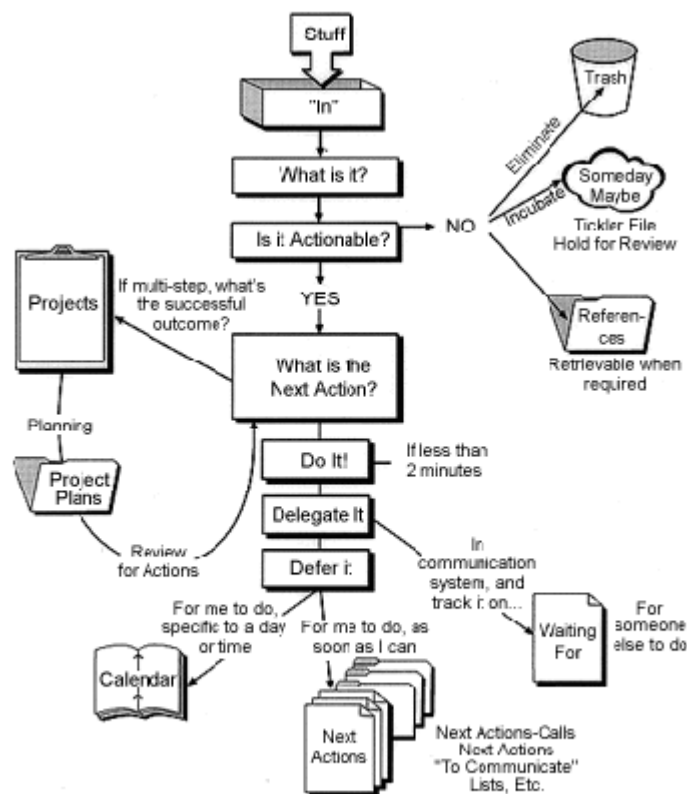 Stuff
"In"
What is it?
Is it Actionable?
NO
Eliminate
Trash
Incubate
Someday
Maybe
Tickler File
Hold for Review
Referen-
ces
Retrievable when
required
YES
If multi-step, what's
the successful
outcome?
Projects
What is the
Next Action?
Planning
Project
Plans
Review
for Actions
Do It!
If less than
2 minutes
Delegate It
Defer it
In
communication
system, and
track it on...
Waiting
For
For
someone
else to do
For me to do,
specific to a day
or time
Calendar
For me to do, as
soon as I can
Next
Actions
Next Actions-Calls
Next Actions
"To Communicate"
Lists, Etc.